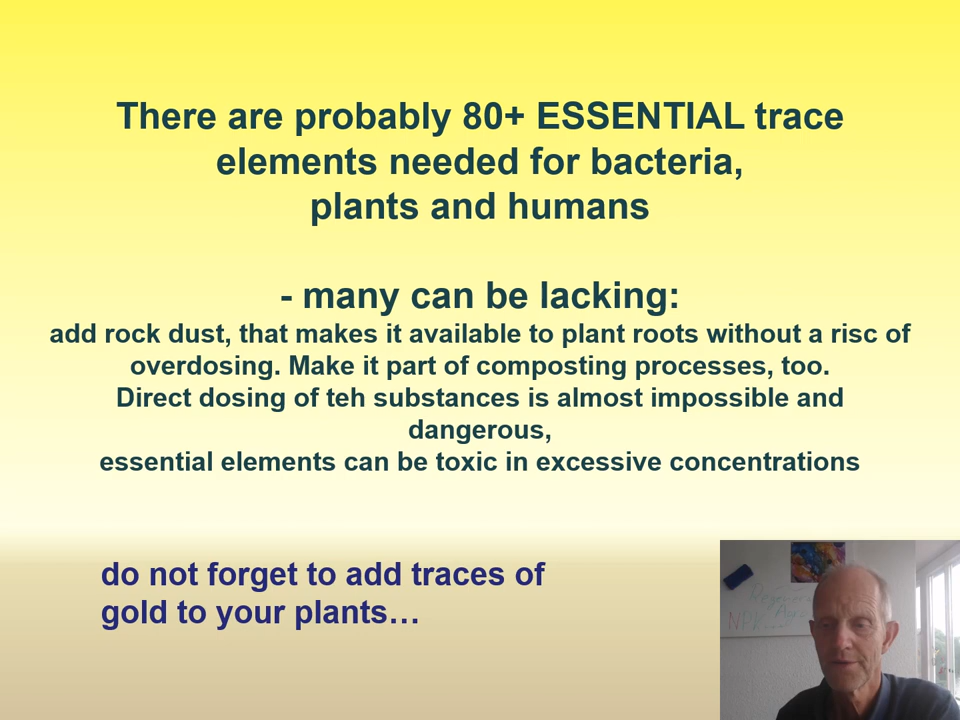 There are probably 80+ ESSENTIAL trace
elements needed for bacteria,
plants and humans
- many can be lacking:
add rock dust, that makes it available to plant roots without a risc of
overdosing. Make it part of composting processes, too.
Direct dosing of teh substances is almost impossible and
dangerous,
essential elements can be toxic in excessive concentrations
do not forget to add traces of
gold to your plants…